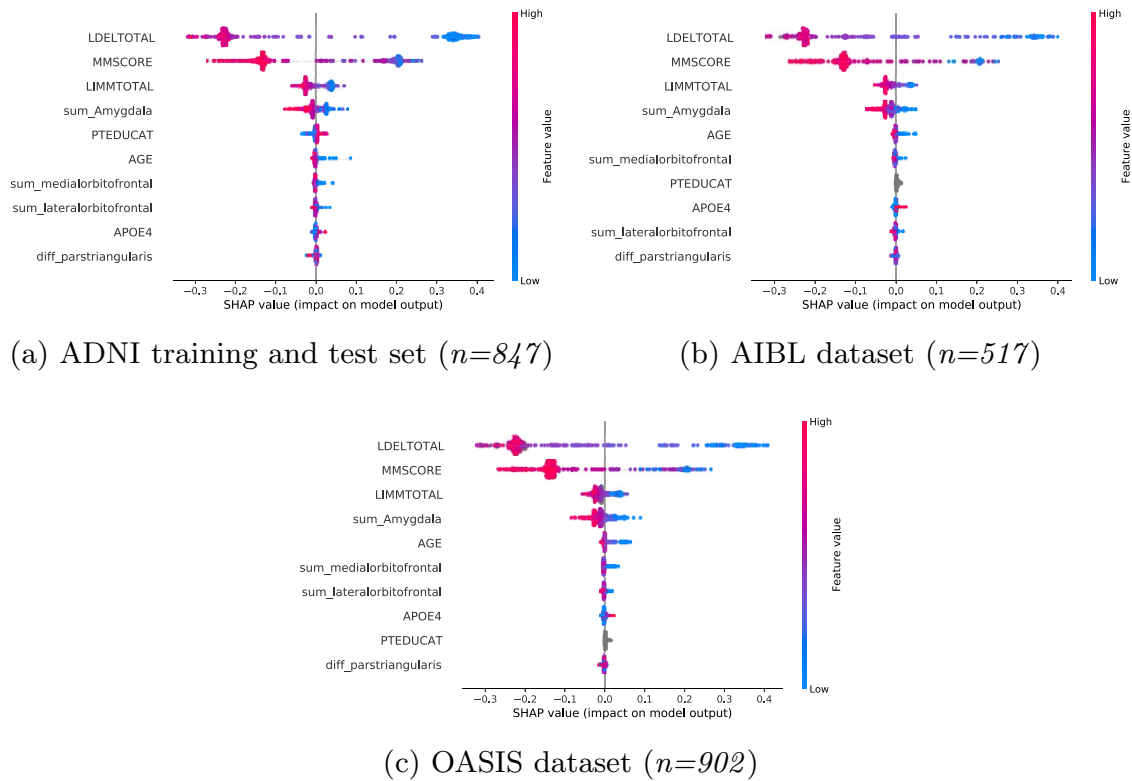 High
LDELTOTAL
MMSCORE
LIMMTOTAL
sum_Amygdala
PTEDUCAT
AGE
sum_medialorbitofrontal
sum_lateralorbitofrontal
APOE4
diff_parstriangularis
Feature value
Low
−0.3 −0.2 −0.1 0.0 0.1 0.2 0.3 0.4
SHAP value (impact on model output)
(a) ADNI training and test set (n=847)
High
LDELTOTAL
MMSCORE
LIMMTOTAL
sum_Amygdala
AGE
sum_medialorbitofrontal
PTEDUCAT
APOE4
sum_lateralorbitofrontal
diff_parstriangularis
Feature value
Low
−0.3 −0.2 −0.1 0.0 0.1 0.2 0.3 0.4
SHAP value (impact on model output)
(b) AIBL dataset (n=517)
High
LDELTOTAL
MMSCORE
LIMMTOTAL
sum_Amygdala
AGE
sum_medialorbitofrontal
sum_lateralorbitofrontal
APOE4
PTEDUCAT
diff_parstriangularis
Feature value
Low
−0.3 −0.2 −0.1 0.0 0.1 0.2 0.3 0.4
SHAP value (impact on model output)
(c) OASIS dataset (n=902)